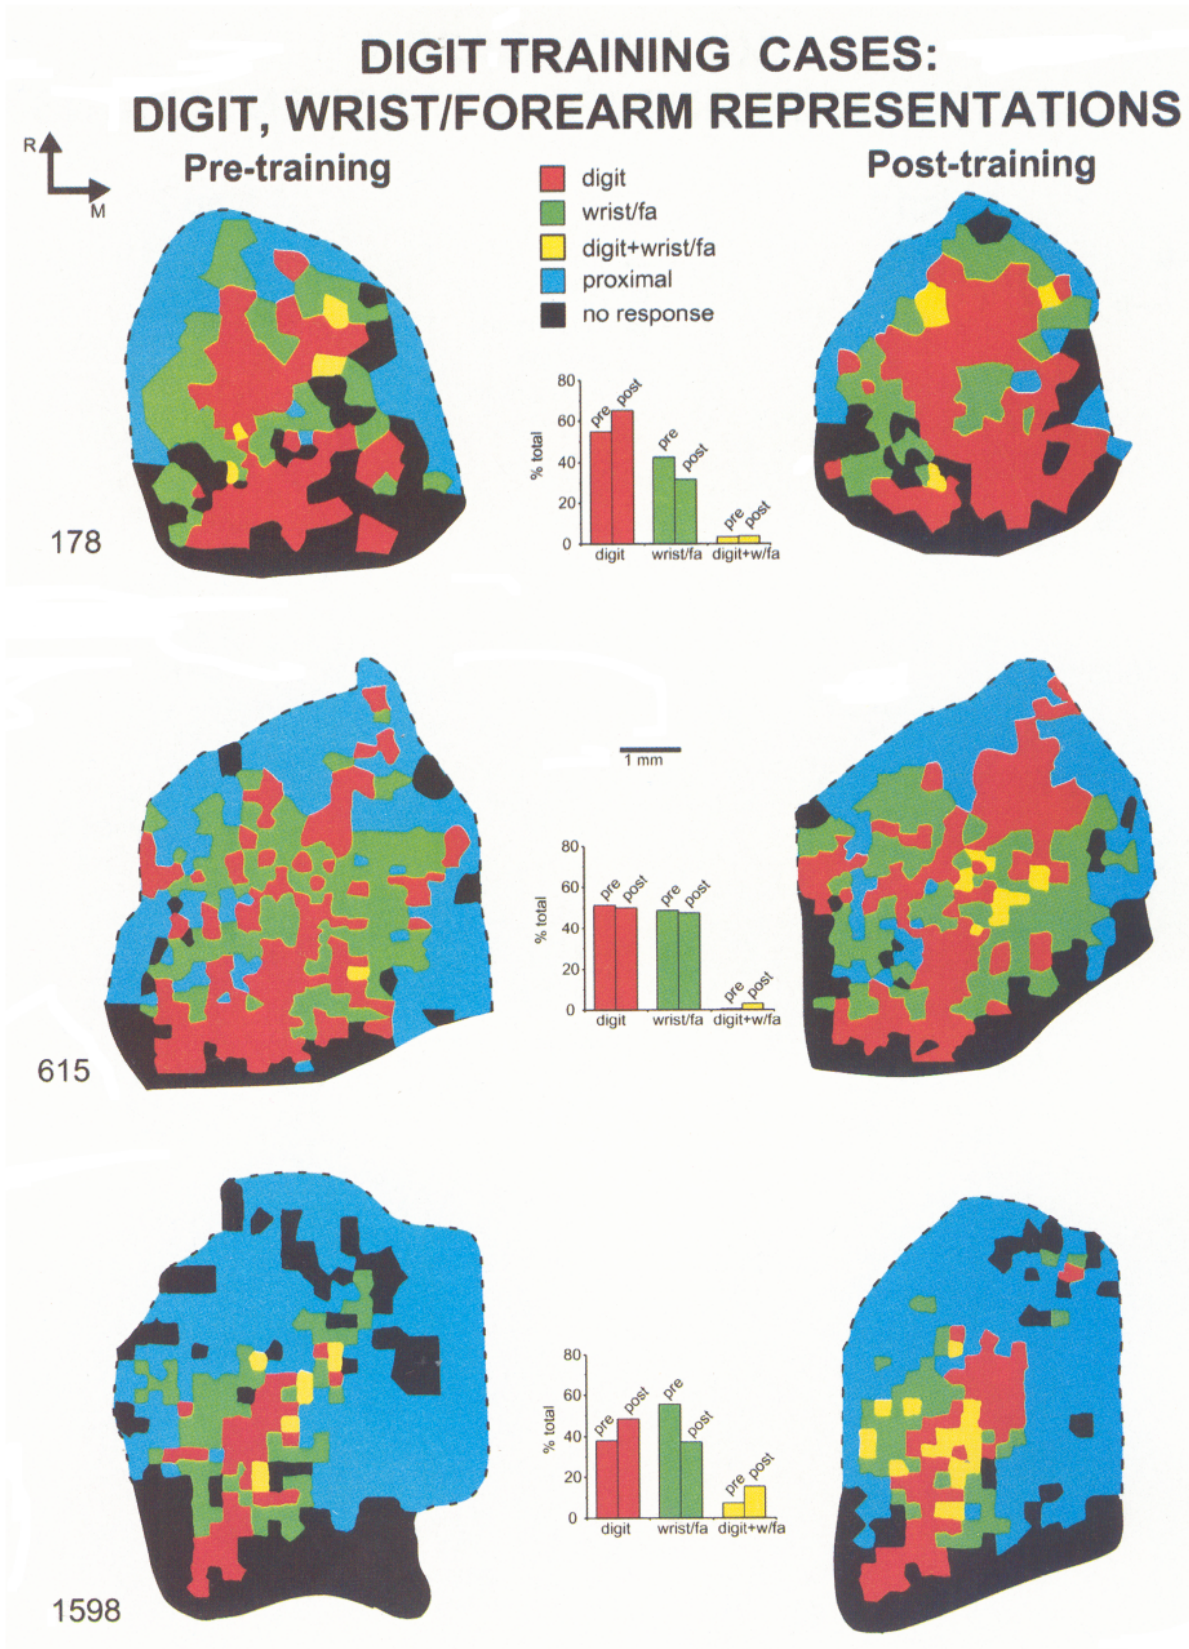 DIGIT TRAINING CASES:
DIGIT, WRIST/FOREARM REPRESENTATIONS
R
M
Pre-training
Post-training
digit
wrist/fa
digit+wrist/fa
proximal
no response
80
60
40
20
0
% total
pre
post
pre
post
pre
post
digit
wrist/fa
digit+w/fa
178
1 mm
80
60
40
20
0
% total
pre
post
pre
post
pre
post
digit
wrist/fa
digit+w/fa
615
80
60
40
20
0
% total
pre
post
pre
post
pre
post
digit
wrist/fa
digit+w/fa
1598